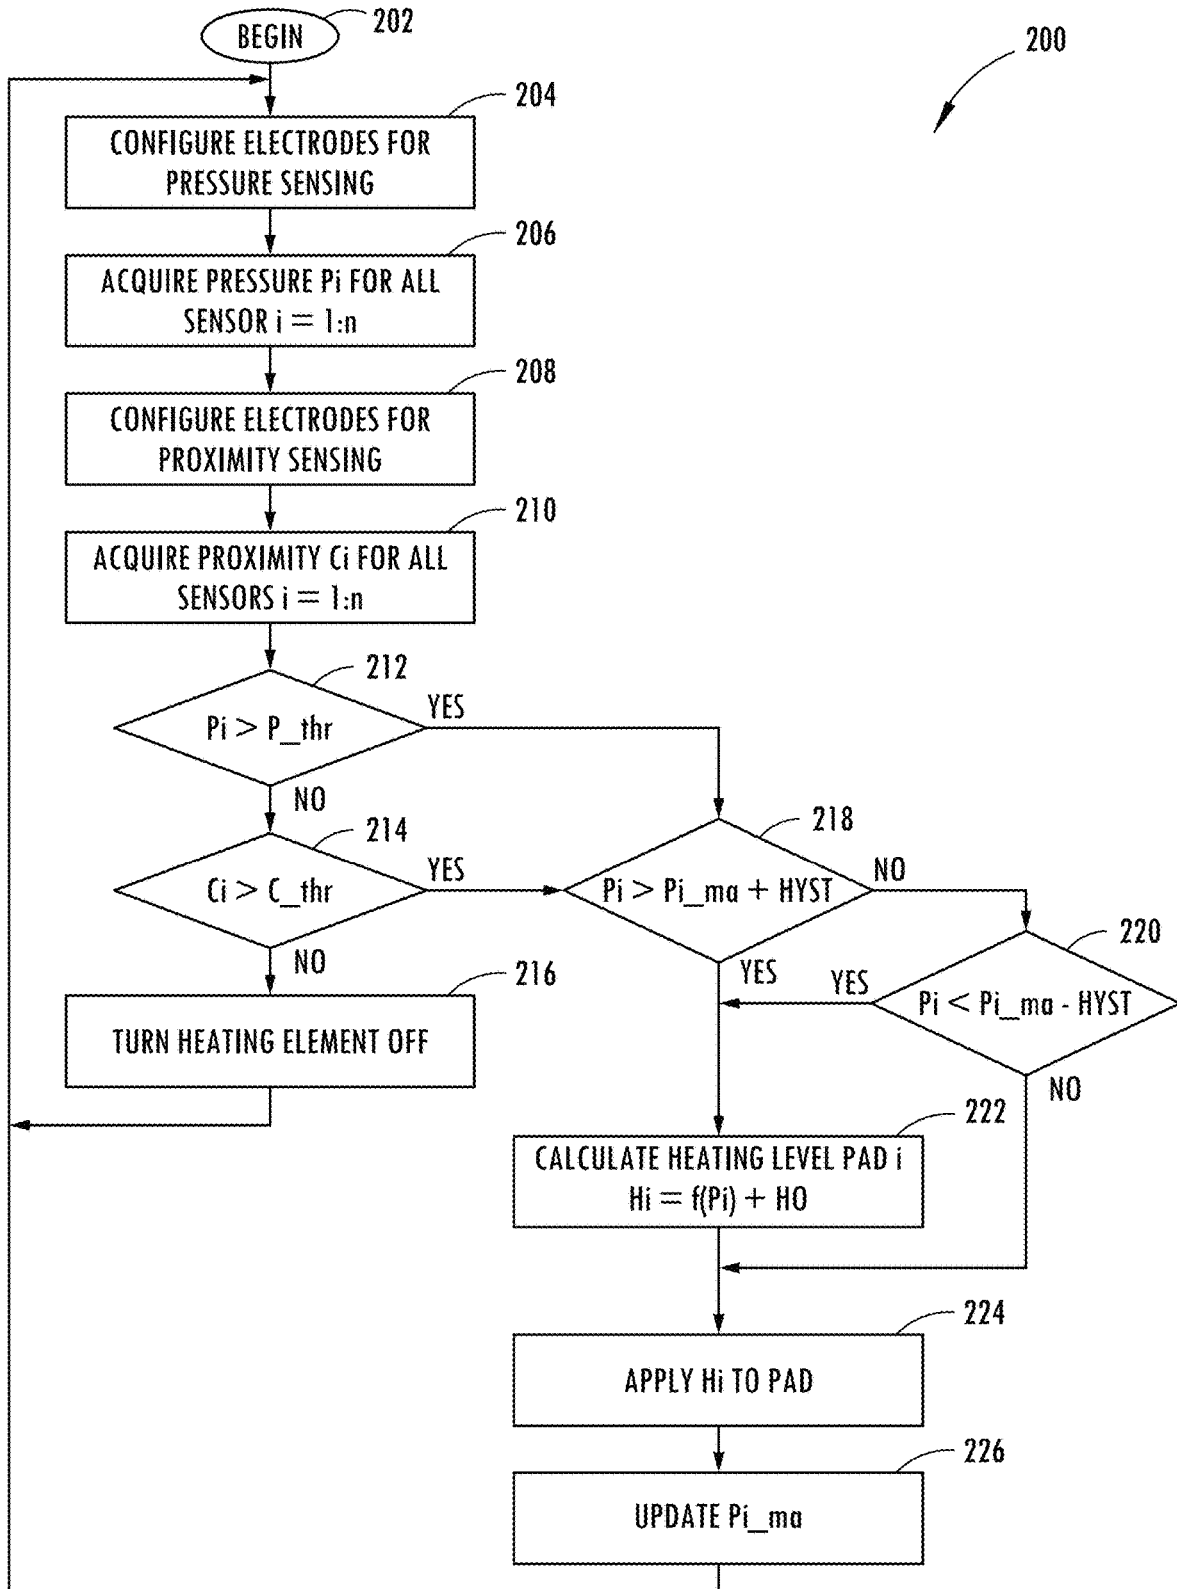 BEGIN
202
200
204
CONFIGURE ELECTRODES FOR
PRESSURE SENSING
206
ACQUIRE PRESSURE Pi FOR ALL
SENSOR i = 1:n
208
CONFIGURE ELECTRODES FOR
PROXIMITY SENSING
210
ACQUIRE PROXIMITY Ci FOR ALL
SENSORS i = 1:n
212
Pi > P_thr
YES
NO
214
Ci > C_thr
YES
NO
216
TURN HEATING ELEMENT OFF
218
Pi > Pi_ma + HYST
NO
YES
220
Pi < Pi_ma - HYST
YES
NO
222
CALCULATE HEATING LEVEL PAD i
Hi = f(Pi) + HO
224
APPLY Hi TO PAD
226
UPDATE Pi_ma